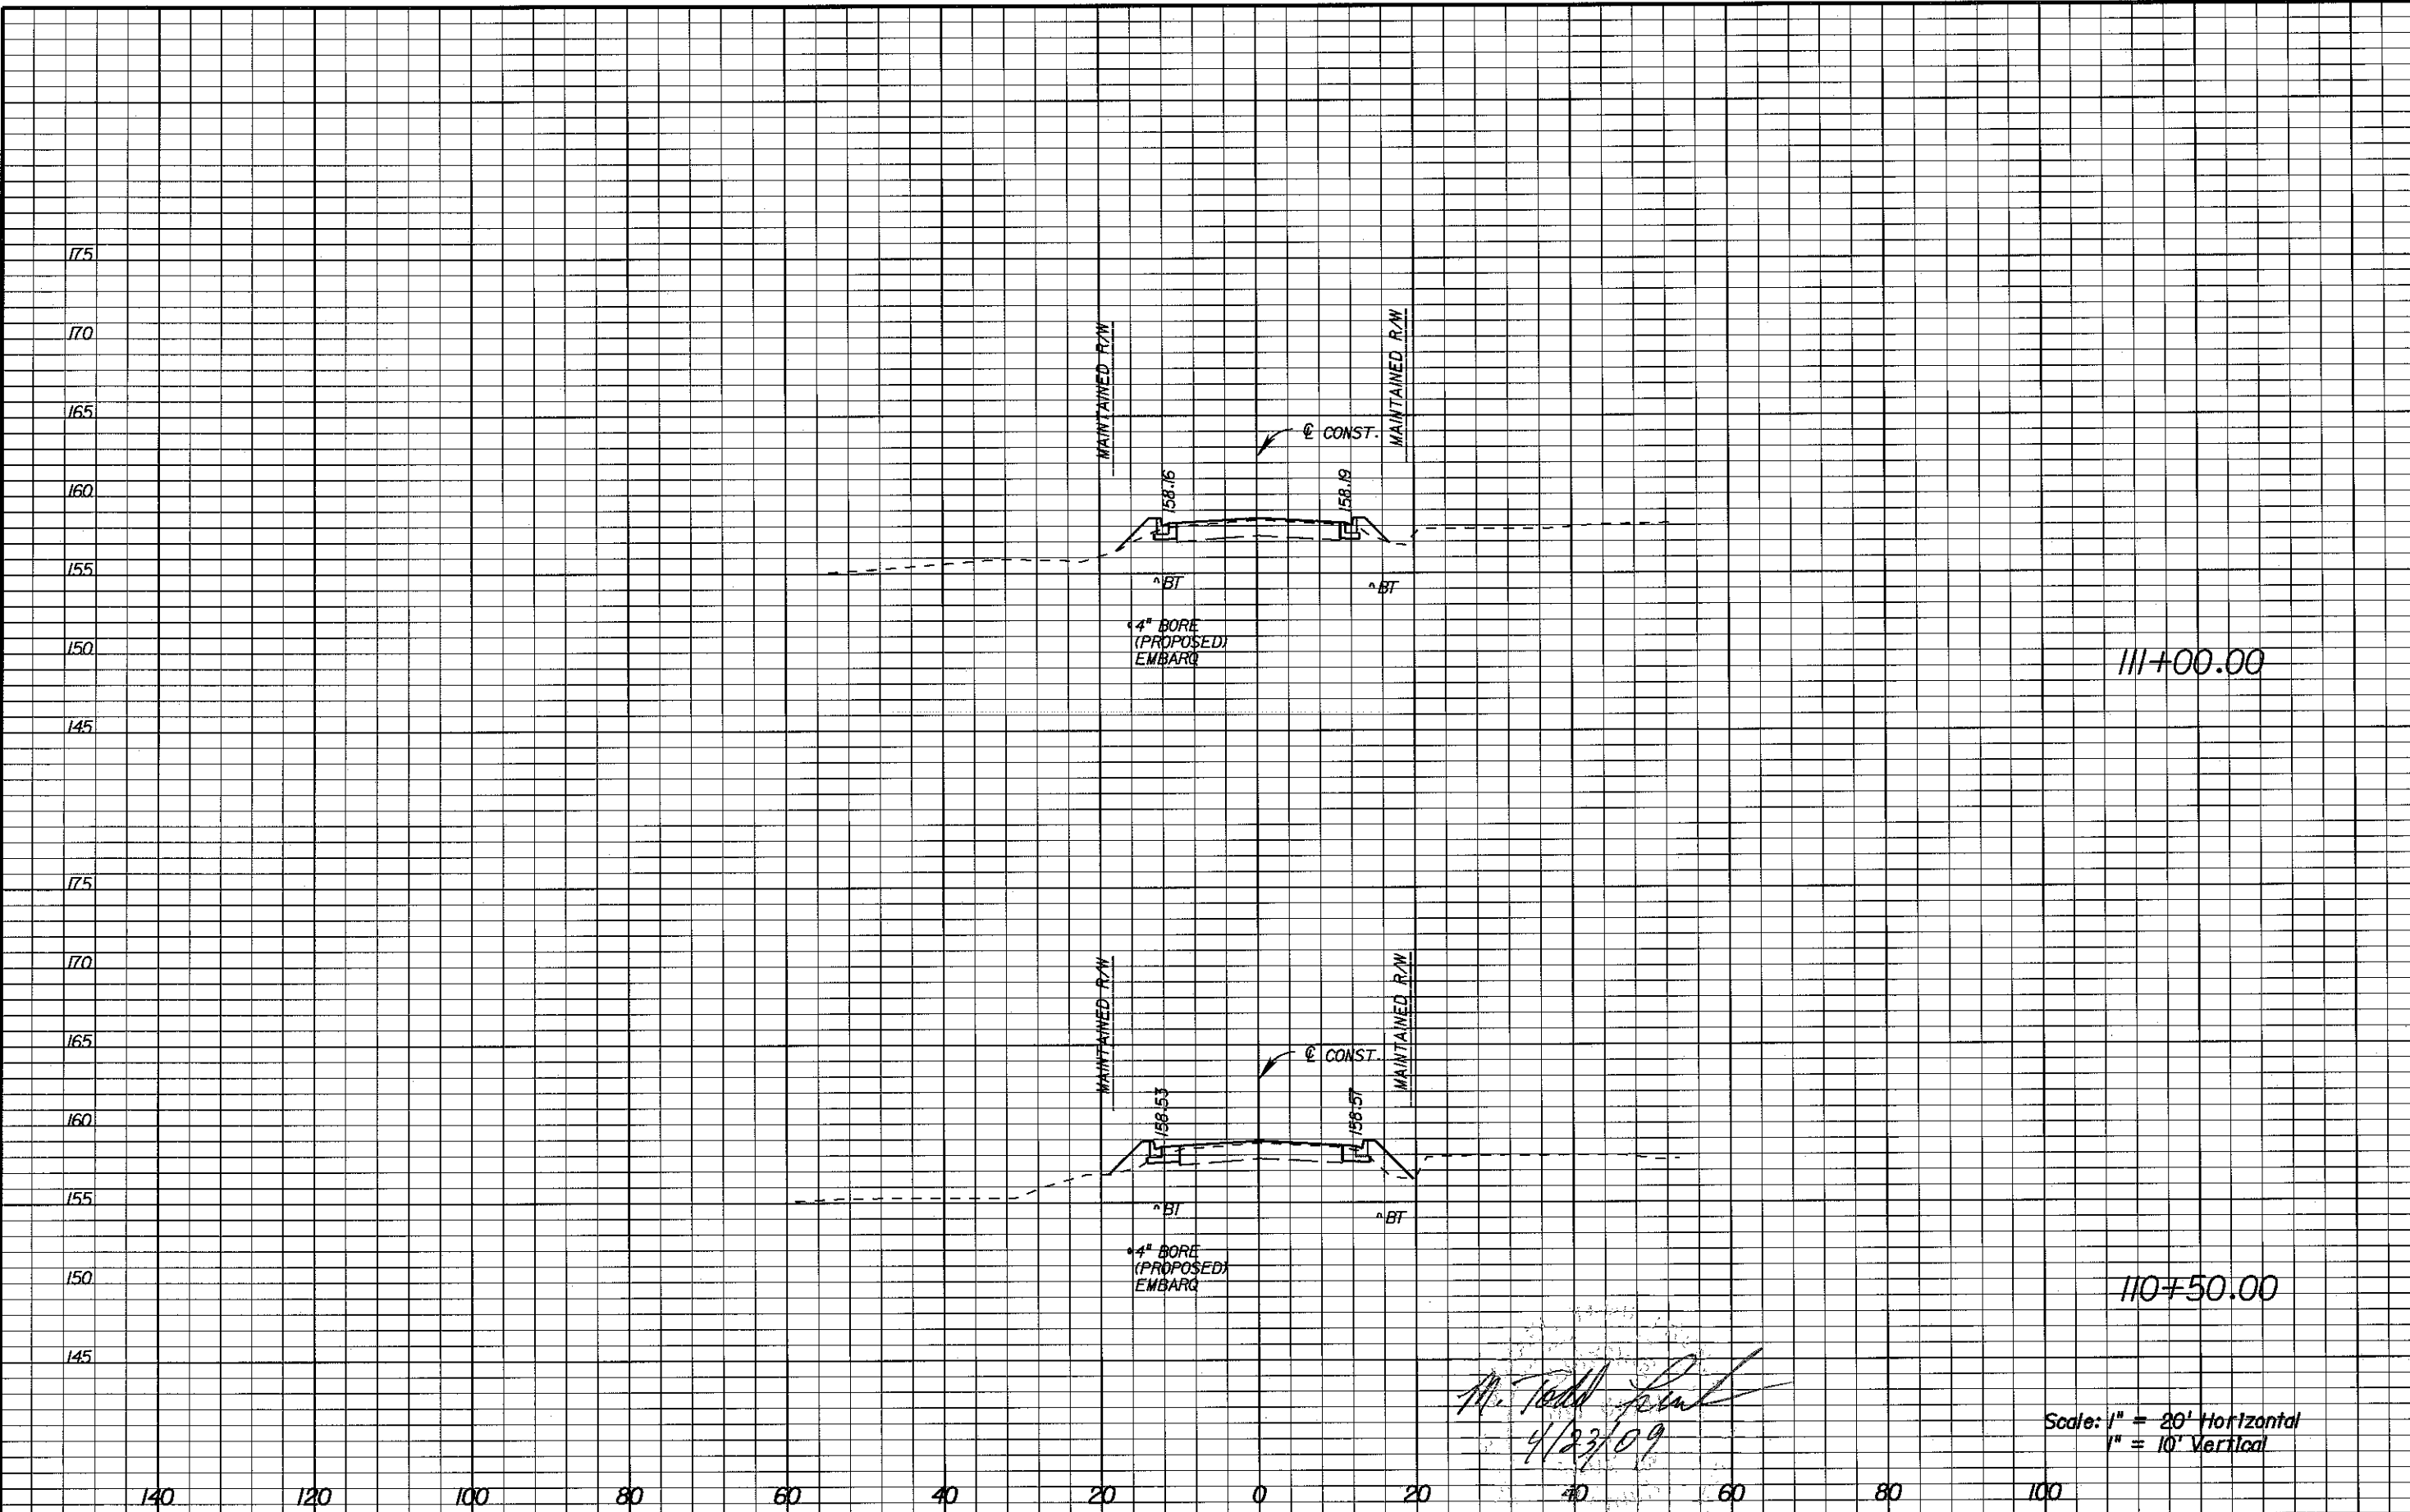 175
170
MAINTAINED R/W
MAINTAINED R/W
165
℄ CONST.
160
158.16
158.19
155
^BT
^BT
4" BORE
(PROPOSED)
EMBARQ
150
111+00.00
145
175
170
MAINTAINED R/W
MAINTAINED R/W
165
℄ CONST.
160
158.53
158.57
155
^BT
^BT
4" BORE
(PROPOSED)
EMBARQ
150
110+50.00
145
M. Todd
4/23/09
Scale: 1" = 20' Horizontal
1" = 10' Vertical
140 120 100 80 60 40 20 0 20 40 60 80 100